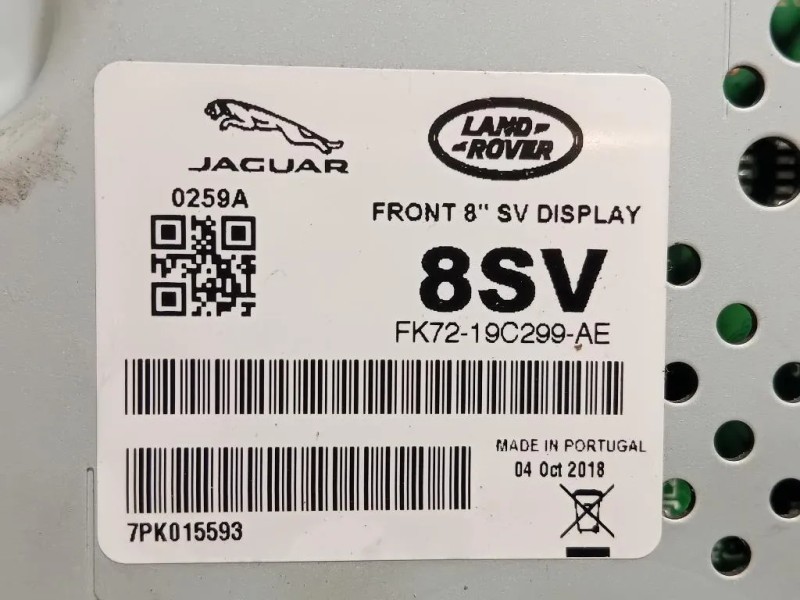 JAGUAR
LAND ROVER
0259A
FRONT 8" SV DISPLAY
8SV
FK72-19C299-AE
MADE IN PORTUGAL
04 Oct 2018
7PK015593